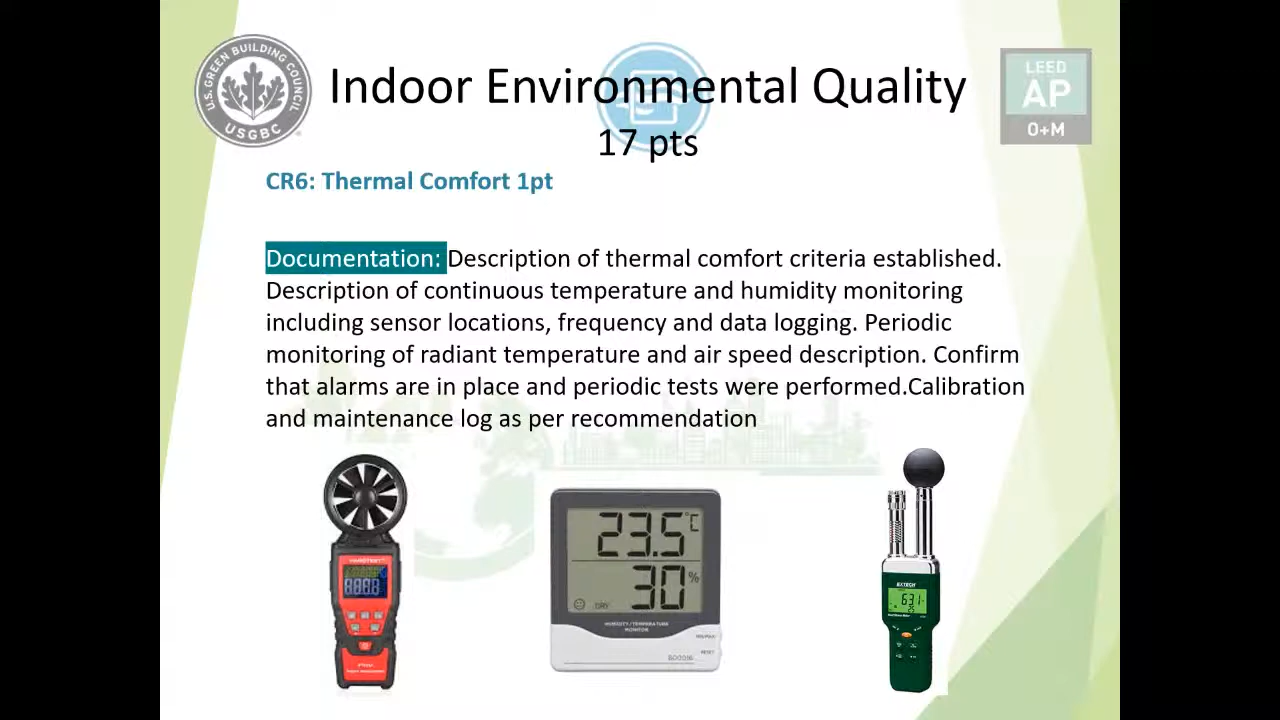 U.S. GREEN BUILDING COUNCIL
USGBC
Indoor Environmental Quality
17 pts
LEED
AP
O+M
CR6: Thermal Comfort 1pt
Documentation: Description of thermal comfort criteria established.
Description of continuous temperature and humidity monitoring
including sensor locations, frequency and data logging. Periodic
monitoring of radiant temperature and air speed description. Confirm
that alarms are in place and periodic tests were performed.Calibration
and maintenance log as per recommendation
23.5 °C
30 %
DRY
HUMIDITY/TEMPERATURE
MONITOR
RESET
EXTECH